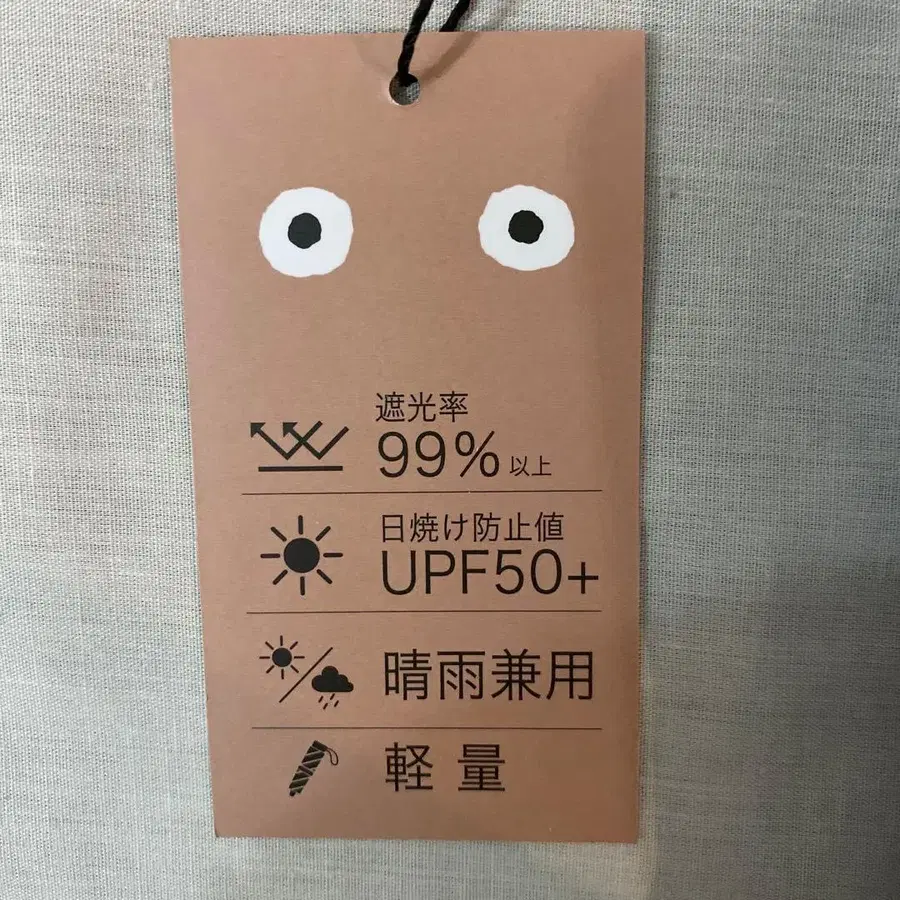 遮光率
99%以上
日焼け防止値
UPF50+
晴雨兼用
軽量